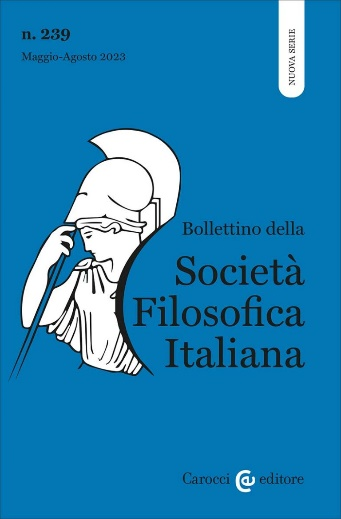 n. 239
Maggio-Agosto 2023
NUOVA SERIE
Bollettino della
Società
Filosofica
Italiana
Carocci editore